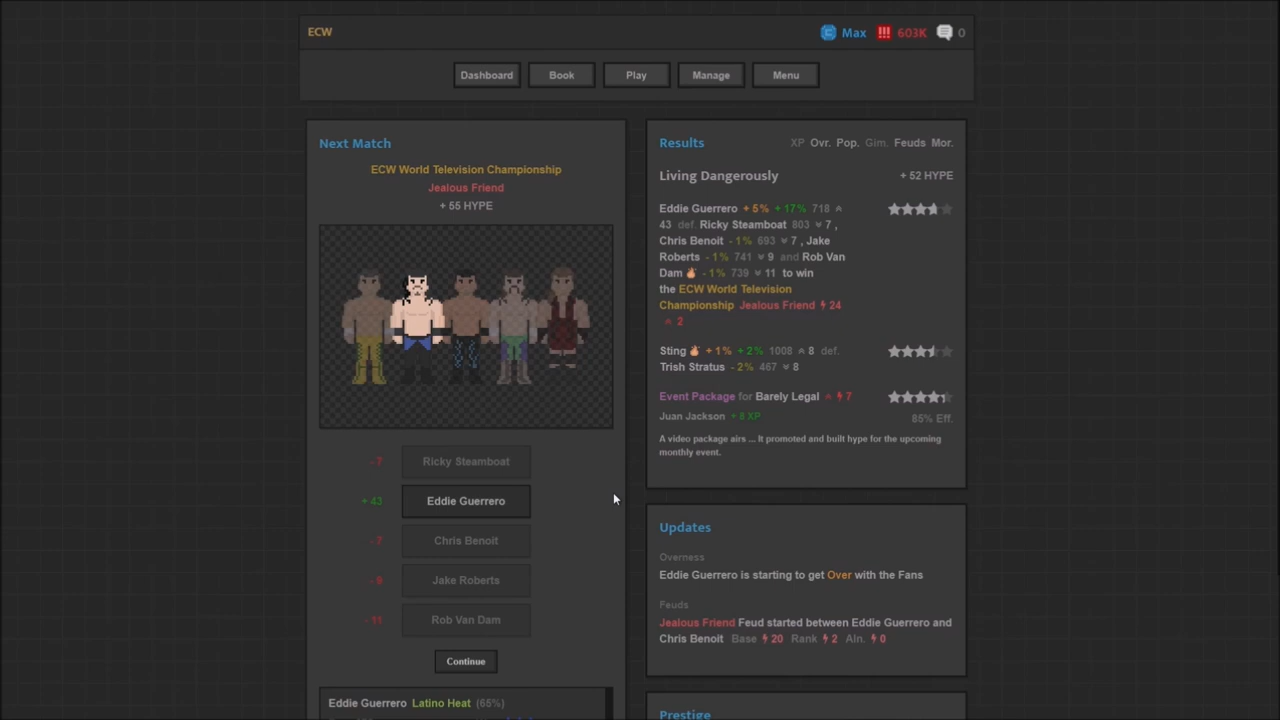 ECW
Max 603K 0
Dashboard Book Play Manage Menu
Next Match
ECW World Television Championship
Jealous Friend
+ 55 HYPE
- 7 Ricky Steamboat
+ 43 Eddie Guerrero
- 7 Chris Benoit
- 9 Jake Roberts
- 11 Rob Van Dam
Continue
Eddie Guerrero Latino Heat (65%)
Results XP Ovr. Pop. Gim. Feuds Mor.
Living Dangerously + 52 HYPE
Eddie Guerrero + 5% + 17% 718
43 def. Ricky Steamboat 803 7 ,
Chris Benoit - 1% 693 7 , Jake
Roberts - 1% 741 9 and Rob Van
Dam - 1% 739 11 to win
the ECW World Television
Championship Jealous Friend 24
2
Sting + 1% + 2% 1008 8 def.
Trish Stratus - 2% 467 8
Event Package for Barely Legal 7
Juan Jackson + 8 XP 85% Eff.
A video package airs ... It promoted and built hype for the upcoming
monthly event.
Updates
Overness
Eddie Guerrero is starting to get Over with the Fans
Feuds
Jealous Friend Feud started between Eddie Guerrero and
Chris Benoit Base 20 Rank 2 Aln. 0
Prestige